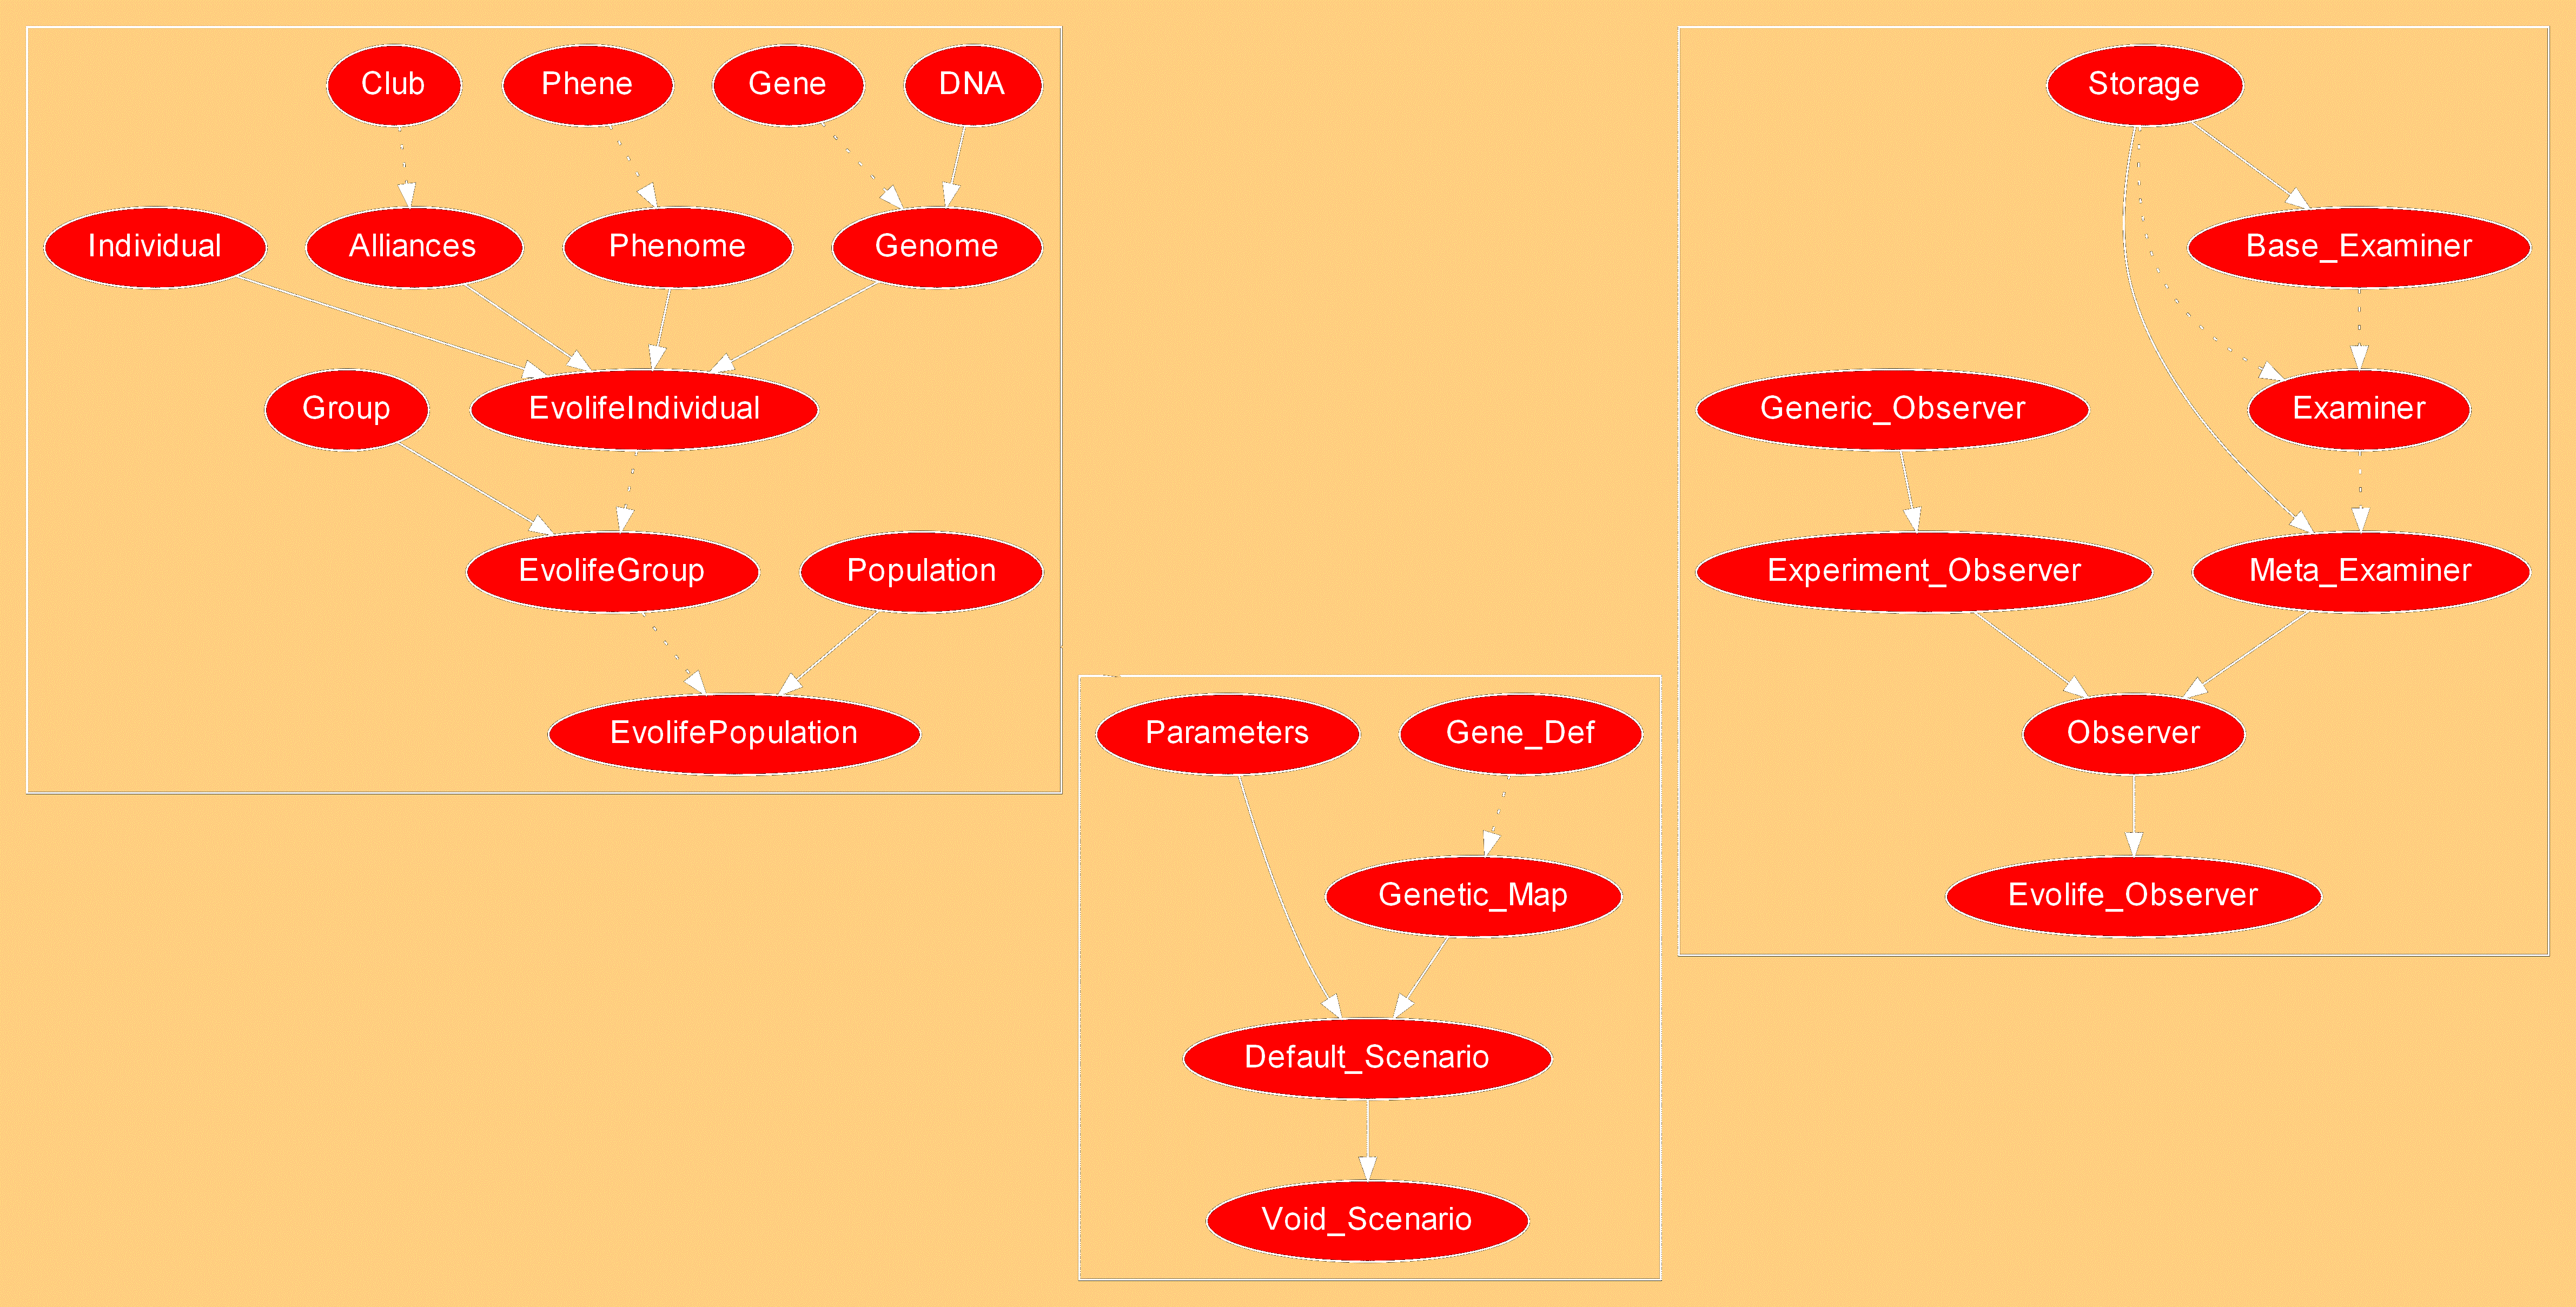 Club
Phene
Gene
DNA
Individual
Alliances
Phenome
Genome
Group
EvolifeIndividual
EvolifeGroup
Population
EvolifePopulation
Parameters
Gene_Def
Genetic_Map
Default_Scenario
Void_Scenario
Storage
Base_Examiner
Generic_Observer
Examiner
Experiment_Observer
Meta_Examiner
Observer
Evolife_Observer